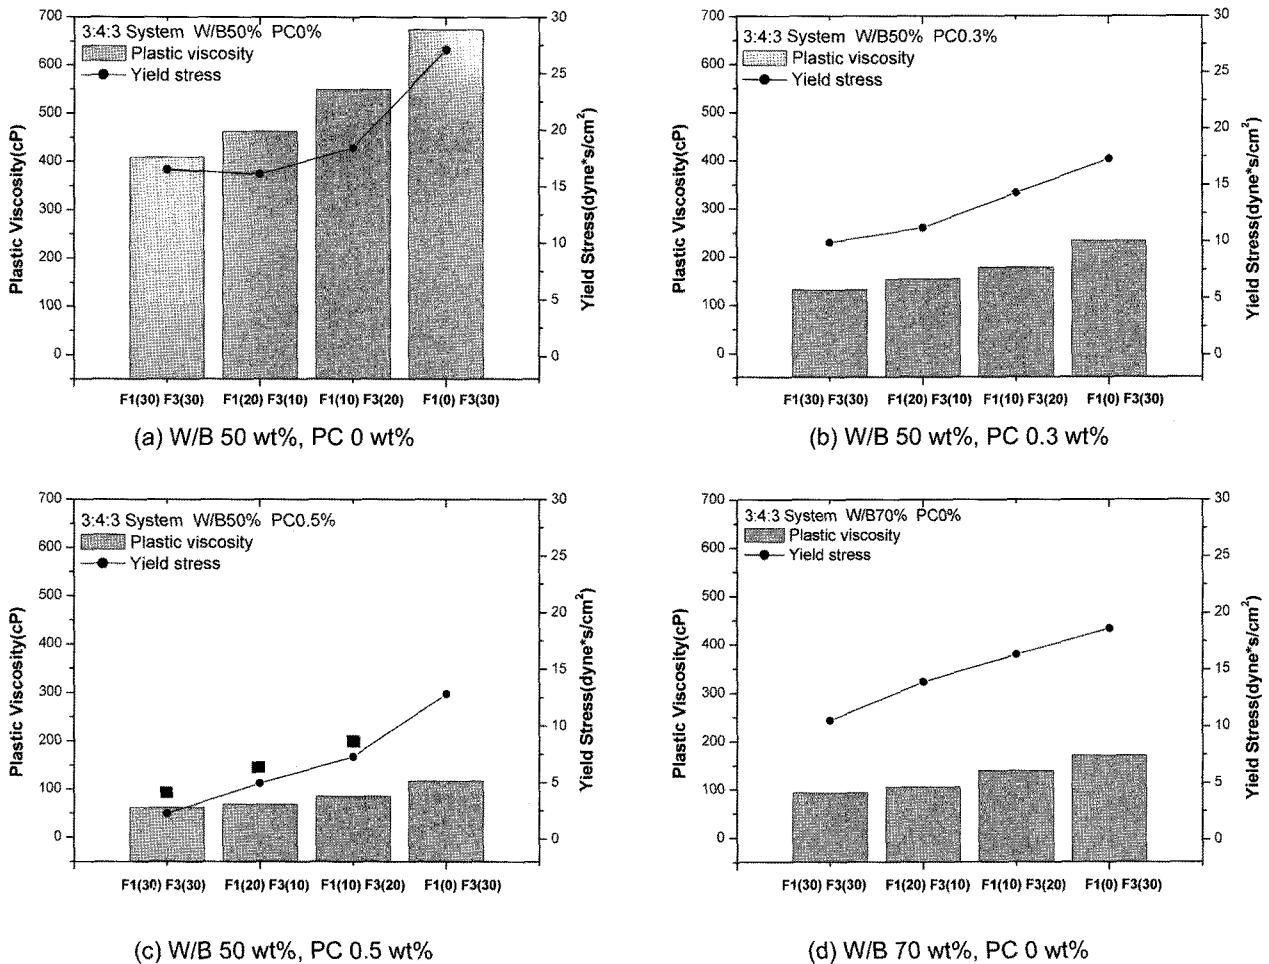 3:4:3 System W/B50% PC0%
Plastic viscosity
Yield stress
Plastic Viscosity(cP)
700
600
500
400
300
200
100
0
Yield Stress(dyne*s/cm²)
30
25
20
15
10
5
0
F1(30) F3(30) F1(20) F3(10) F1(10) F3(20) F1(0) F3(30)
(a) W/B 50 wt%, PC 0 wt%
3:4:3 System W/B50% PC0.3%
Plastic viscosity
Yield stress
Plastic Viscosity(cP)
700
600
500
400
300
200
100
0
Yield Stress(dyne*s/cm²)
30
25
20
15
10
5
0
F1(30) F3(30) F1(20) F3(10) F1(10) F3(20) F1(0) F3(30)
(b) W/B 50 wt%, PC 0.3 wt%
3:4:3 System W/B50% PC0.5%
Plastic viscosity
Yield stress
Plastic Viscosity(cP)
700
600
500
400
300
200
100
0
Yield Stress(dyne*s/cm²)
30
25
20
15
10
5
0
F1(30) F3(30) F1(20) F3(10) F1(10) F3(20) F1(0) F3(30)
(c) W/B 50 wt%, PC 0.5 wt%
3:4:3 System W/B70% PC0%
Plastic viscosity
Yield stress
Plastic Viscosity(cP)
700
600
500
400
300
200
100
0
Yield Stress(dyne*s/cm²)
30
25
20
15
10
5
0
F1(30) F3(30) F1(20) F3(10) F1(10) F3(20) F1(0) F3(30)
(d) W/B 70 wt%, PC 0 wt%